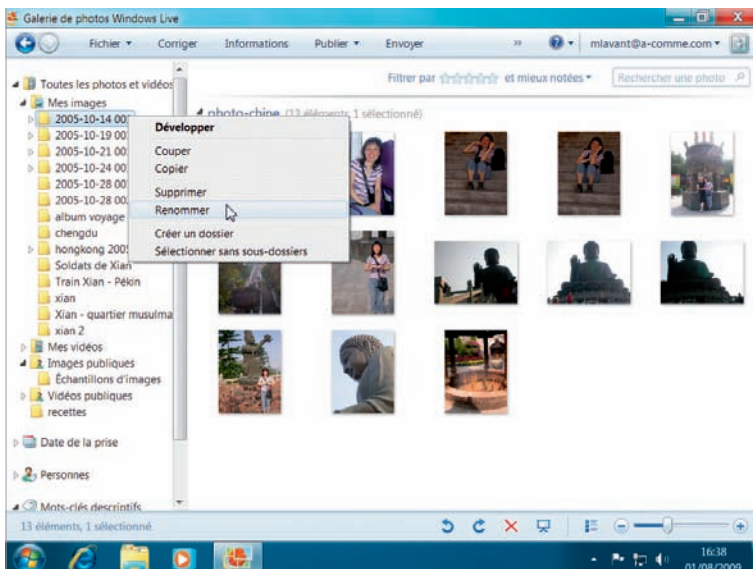 Galerie de photos Windows Live
Fichier Corriger Informations Publier Envoyer » mlavant@a-comme.com
Filtrer par et mieux notées Rechercher une photo
Toutes les photos et vidéos
Mes images
photo-chine (13 éléments, 1 sélectionné)
2005-10-14 00
2005-10-19 00
2005-10-21 00
2005-10-24 00
2005-10-28 00
2005-10-28 00
album voyage
chengdu
hongkong 2005
Soldats de Xian
Train Xian - Pékin
xian
Xian - quartier musulma
xian 2
Mes vidéos
Images publiques
Échantillons d'images
Vidéos publiques
recettes
Date de la prise
Personnes
Mots-clés descriptifs
Développer
Couper
Copier
Supprimer
Renommer
Créer un dossier
Sélectionner sans sous-dossiers
13 éléments, 1 sélectionné
16:38
01/08/2009